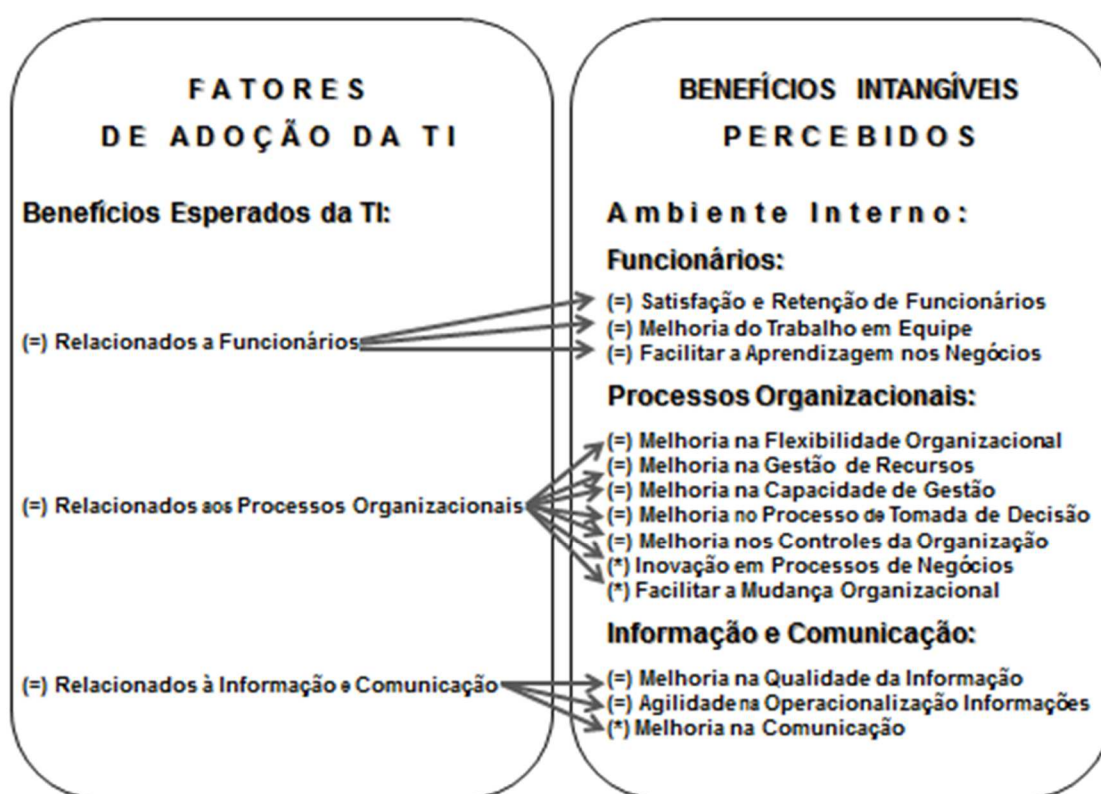 FATORES
DE ADOÇÃO DA TI
Benefícios Esperados da TI:
(=) Relacionados a Funcionários
(=) Relacionados aos Processos Organizacionais
(=) Relacionados à Informação e Comunicação
BENEFÍCIOS INTANGÍVEIS
PERCEBIDOS
Ambiente Interno:
Funcionários:
(=) Satisfação e Retenção de Funcionários
(=) Melhoria do Trabalho em Equipe
(=) Facilitar a Aprendizagem nos Negócios
Processos Organizacionais:
(=) Melhoria na Flexibilidade Organizacional
(=) Melhoria na Gestão de Recursos
(=) Melhoria na Capacidade de Gestão
(=) Melhoria no Processo de Tomada de Decisão
(=) Melhoria nos Controles da Organização
(*) Inovação em Processos de Negócios
(*) Facilitar a Mudança Organizacional
Informação e Comunicação:
(=) Melhoria na Qualidade da Informação
(=) Agilidade na Operacionalização Informações
(*) Melhoria na Comunicação